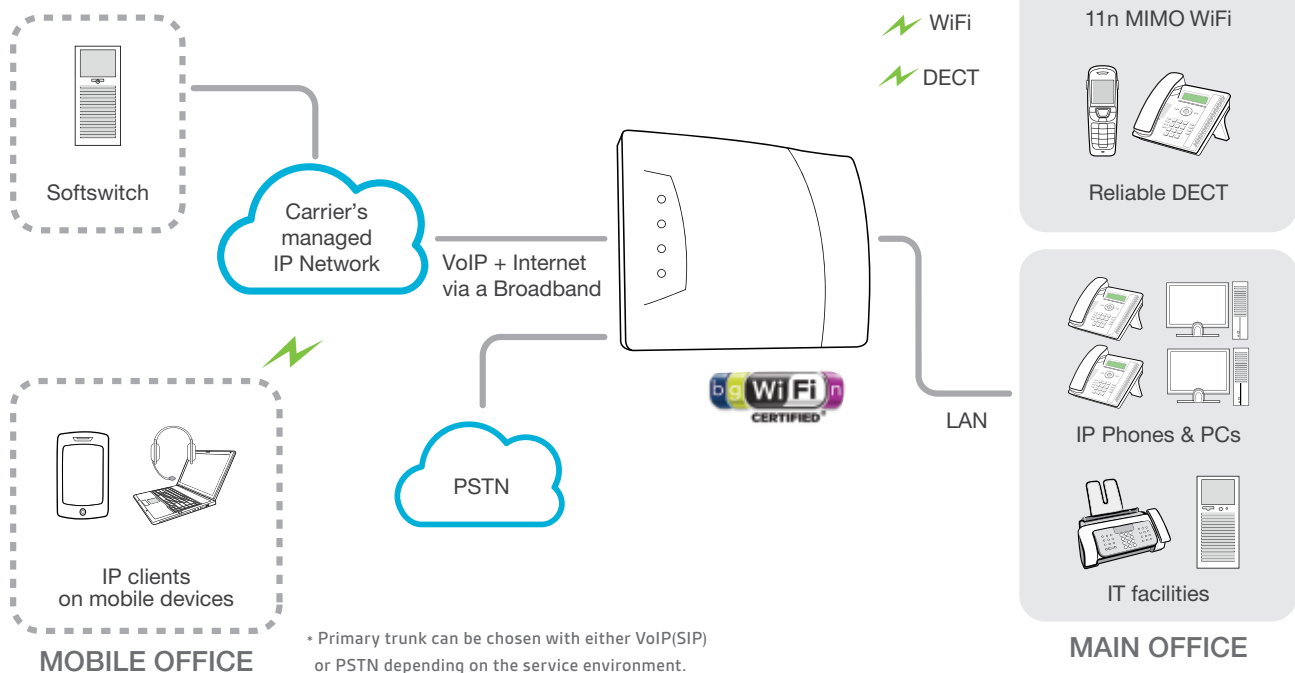 WiFi
DECT
11n MIMO WiFi
Reliable DECT
Softswitch
Carrier's
managed
IP Network
VoIP + Internet
via a Broadband
b g Wi Fi n
CERTIFIED®
LAN
PSTN
IP Phones & PCs
IT facilities
MAIN OFFICE
IP clients
on mobile devices
MOBILE OFFICE
* Primary trunk can be chosen with either VoIP(SIP)
or PSTN depending on the service environment.